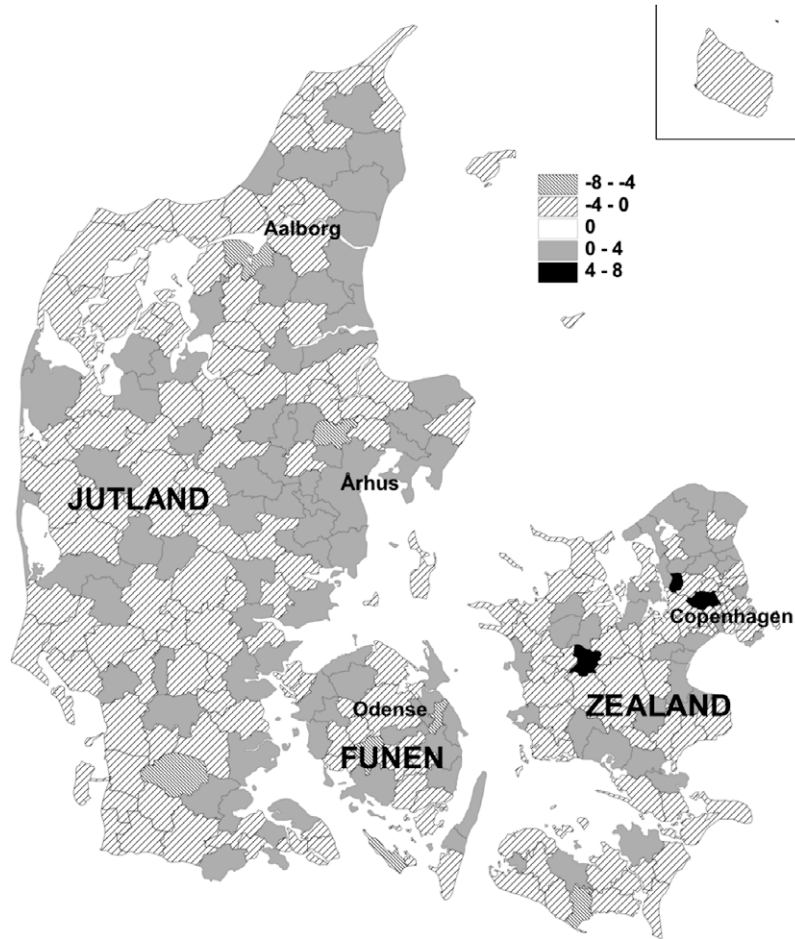 -8 - -4
-4 - 0
0
0 - 4
4 - 8
Aalborg
JUTLAND
Århus
Copenhagen
ZEALAND
Odense
FUNEN